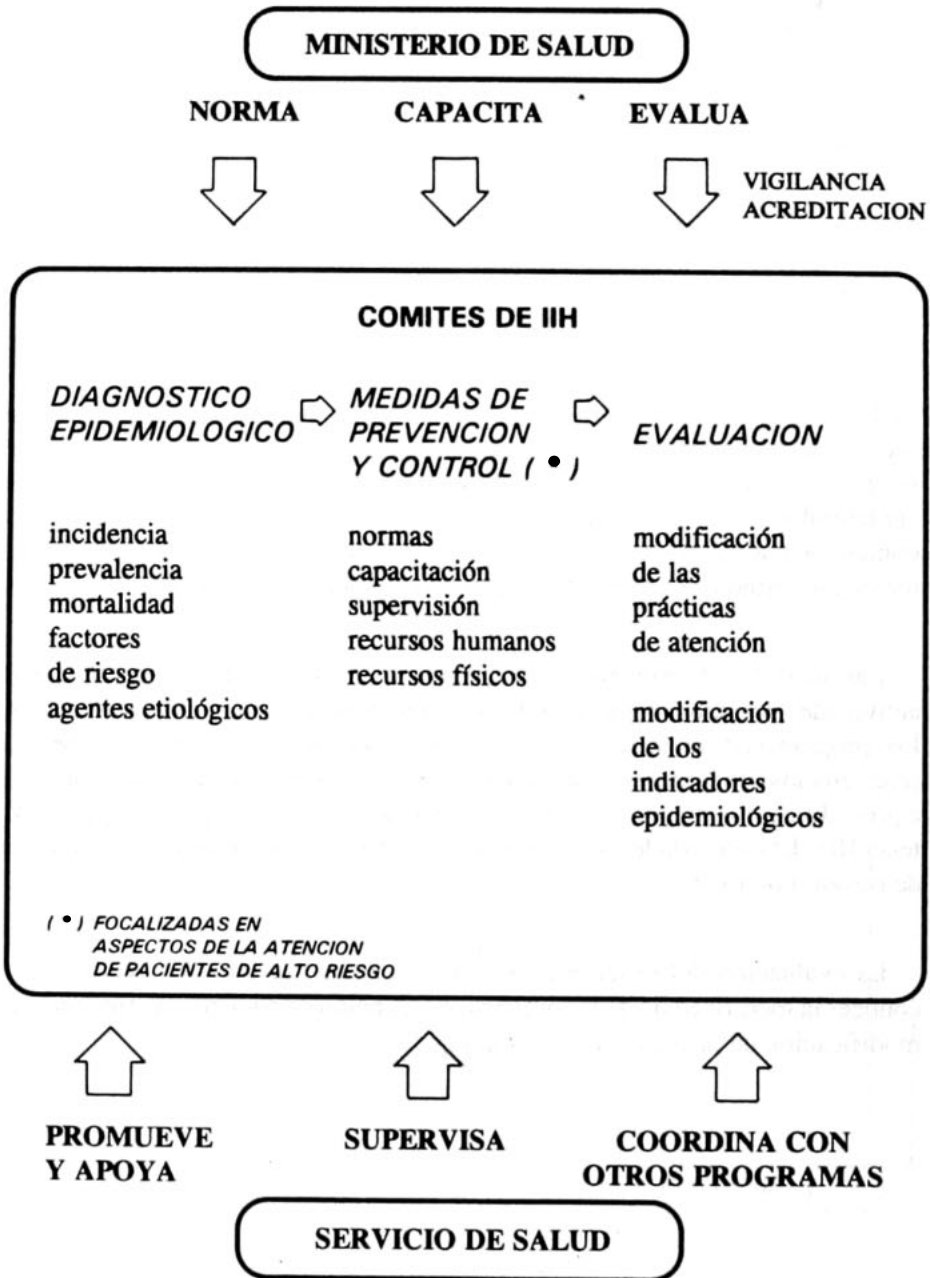 MINISTERIO DE SALUD
NORMA CAPACITA EVALUA
VIGILANCIA
ACREDITACION
COMITES DE IIH
DIAGNOSTICO
EPIDEMIOLOGICO
MEDIDAS DE
PREVENCION
Y CONTROL ( • )
EVALUACION
incidencia
prevalencia
mortalidad
factores
de riesgo
agentes etiológicos
normas
capacitación
supervisión
recursos humanos
recursos físicos
modificación
de las
prácticas
de atención
modificación
de los
indicadores
epidemiológicos
( • ) FOCALIZADAS EN
ASPECTOS DE LA ATENCION
DE PACIENTES DE ALTO RIESGO
PROMUEVE
Y APOYA
SUPERVISA
COORDINA CON
OTROS PROGRAMAS
SERVICIO DE SALUD